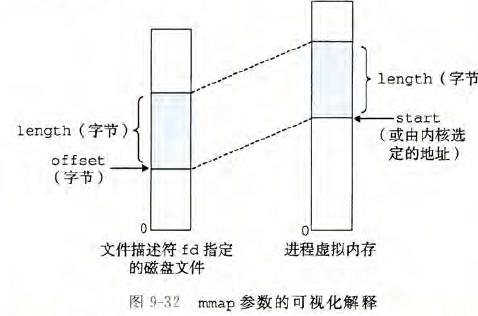 length (字节)
offset
(字节)
0
文件描述符 fd 指定
的磁盘文件
length (字节
start
(或由内核选
定的地址)
0
进程虚拟内存
图 9-32 mmap 参数的可视化解释